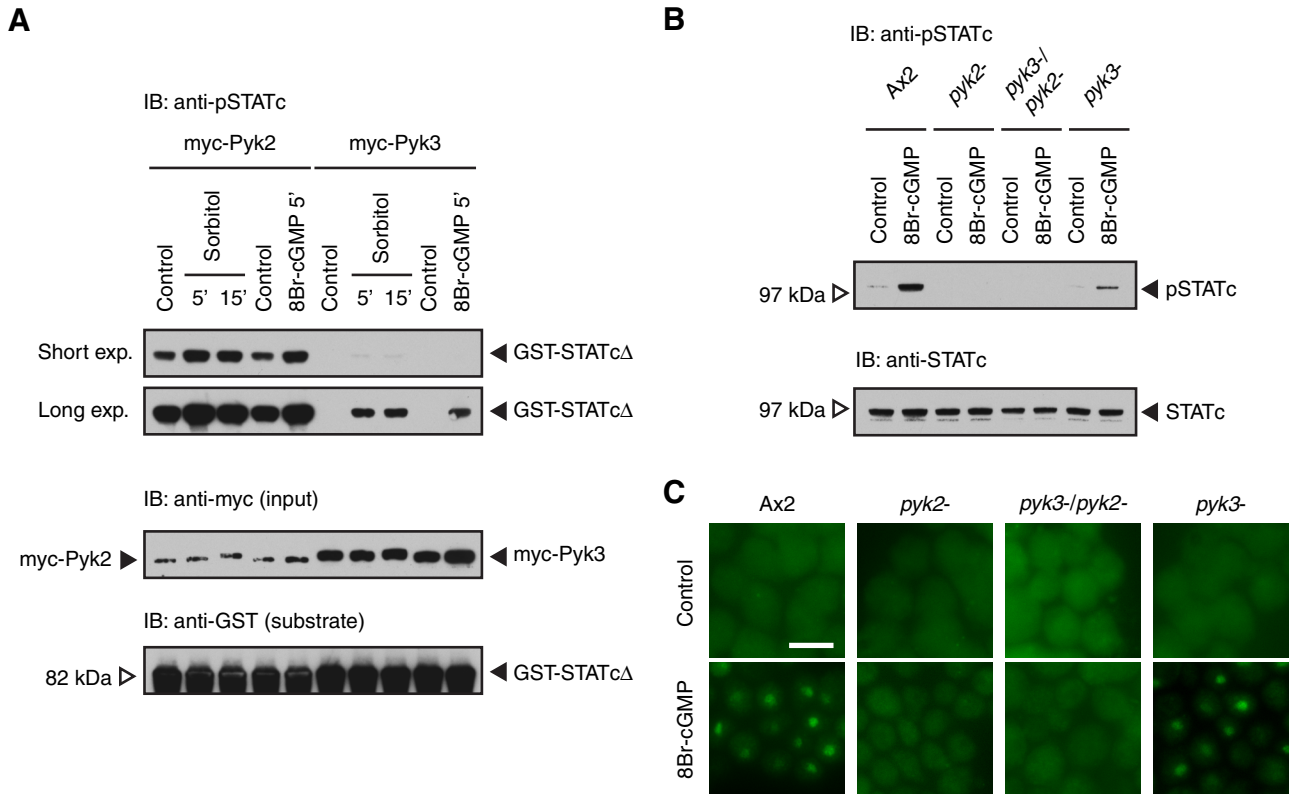 A
IB: anti-pSTATc
myc-Pyk2
myc-Pyk3
Control
Sorbitol
5’
15’
Control
8Br-cGMP 5’
Control
Sorbitol
5’
15’
Control
8Br-cGMP 5’
Short exp.
GST-STATcΔ
Long exp.
GST-STATcΔ
IB: anti-myc (input)
myc-Pyk2
myc-Pyk3
IB: anti-GST (substrate)
82 kDa
GST-STATcΔ
B
IB: anti-pSTATc
Ax2
pyk2-
pyk3-/
pyk2-
pyk3-
Control
8Br-cGMP
Control
8Br-cGMP
Control
8Br-cGMP
Control
8Br-cGMP
97 kDa
pSTATc
IB: anti-STATc
97 kDa
STATc
C
Ax2
pyk2-
pyk3-/pyk2-
pyk3-
Control
8Br-cGMP